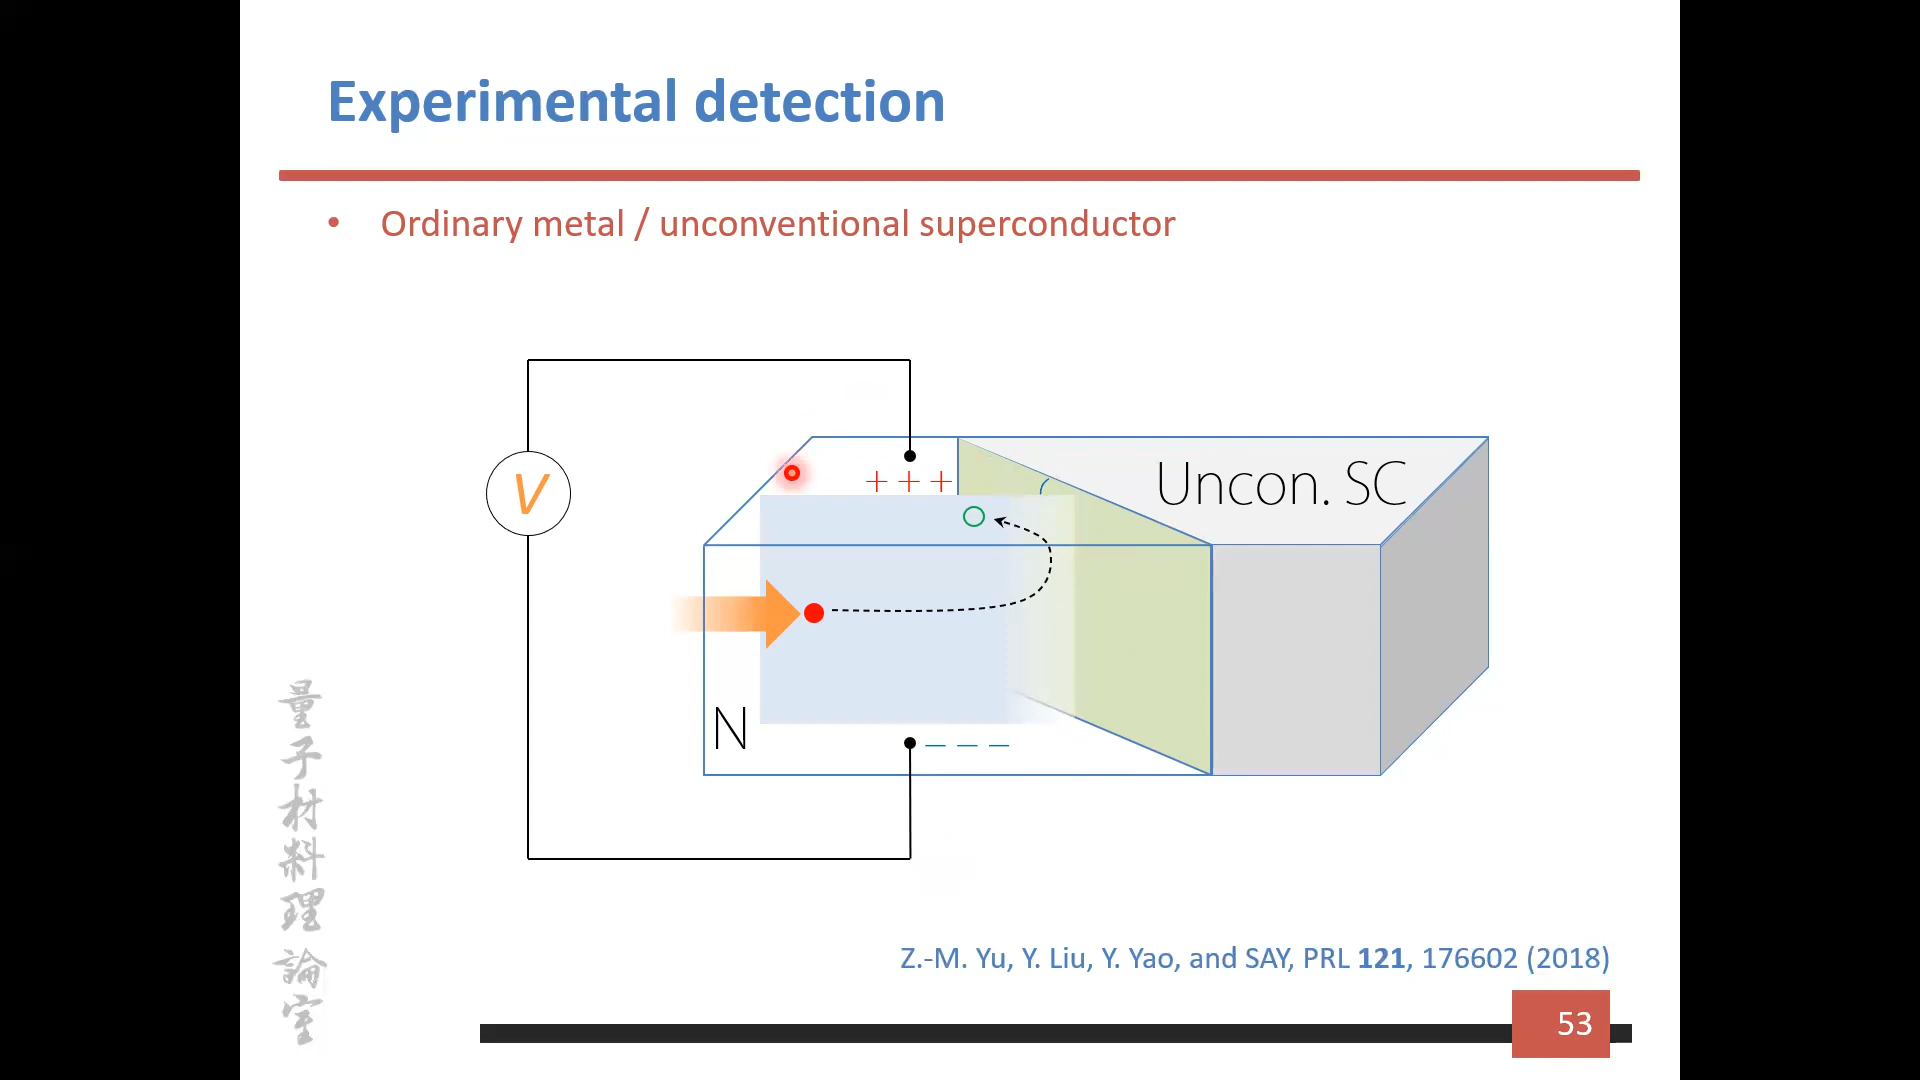 Experimental detection
• Ordinary metal / unconventional superconductor
V
+ + +
Uncon. SC
N
− − −
量子材料理論室
Z.-M. Yu, Y. Liu, Y. Yao, and SAY, PRL 121, 176602 (2018)
53